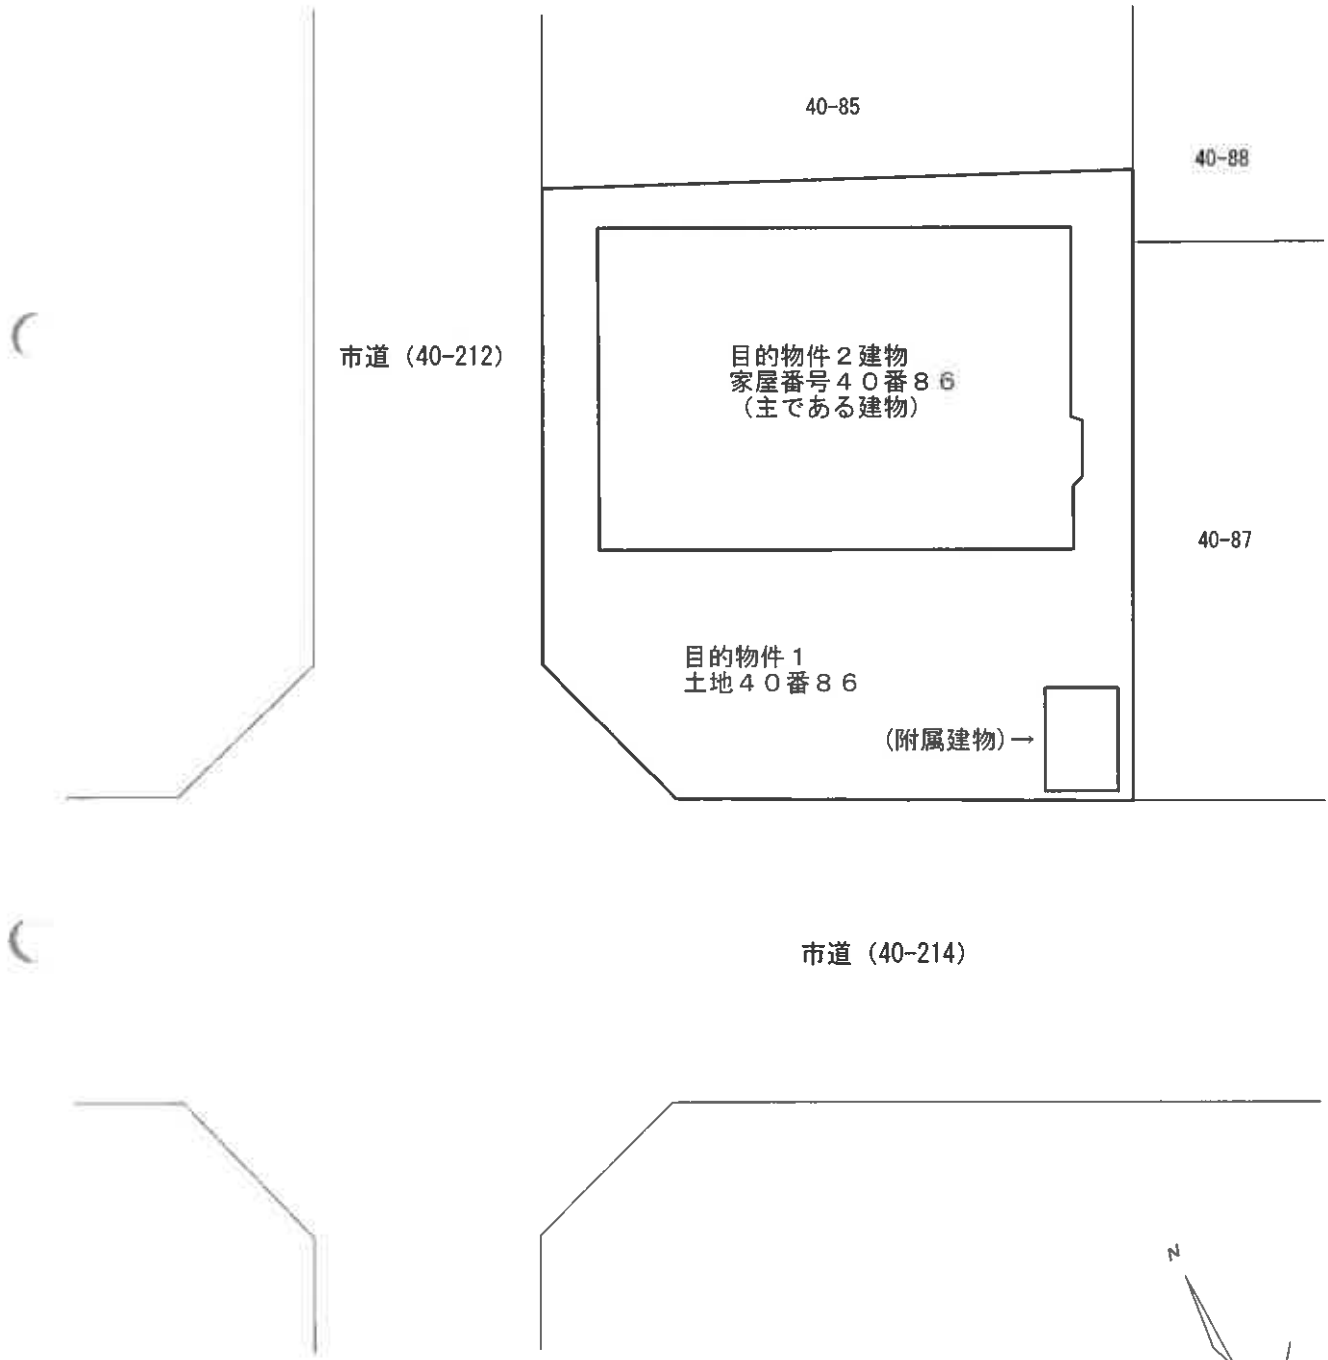 40-85
40-88
市道（40-212）
目的物件２建物
家屋番号４０番８６
（主である建物）
40-87
目的物件１
土地４０番８６
（附属建物）→
市道（40-214）
N